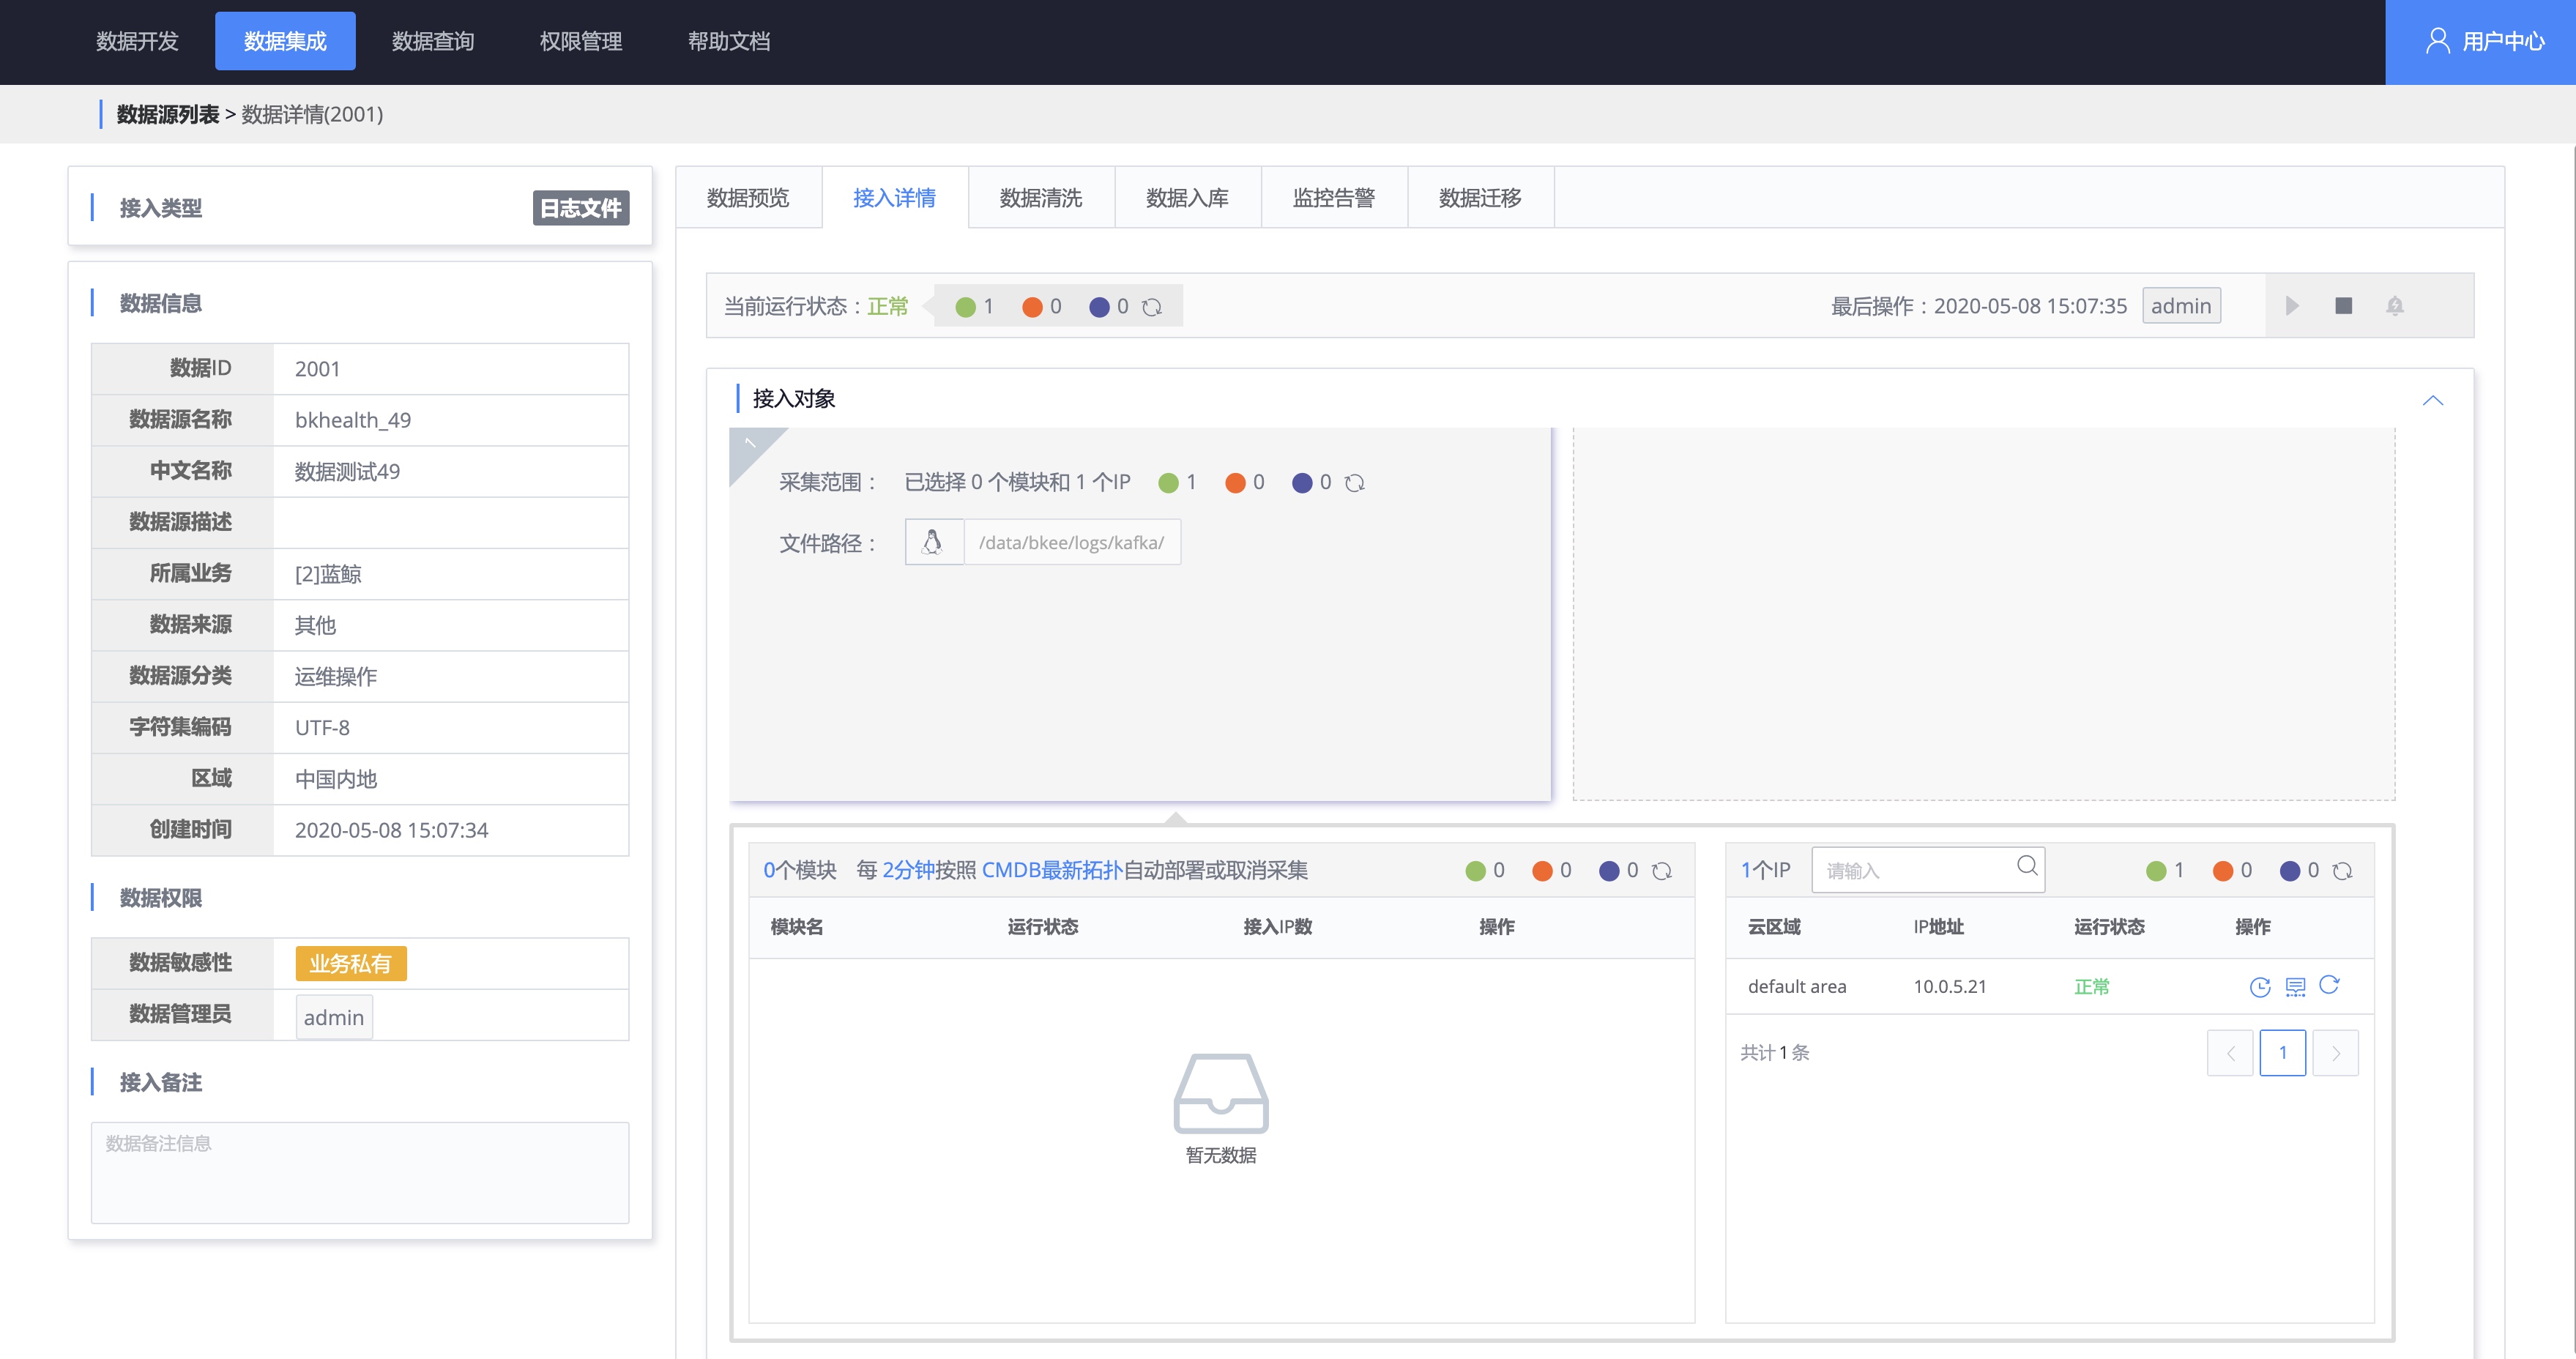 数据开发
数据集成
数据查询
权限管理
帮助文档
用户中心
数据源列表 > 数据详情(2001)
接入类型
日志文件
数据信息
数据ID 2001
数据源名称 bkhealth_49
中文名称 数据测试49
数据源描述
所属业务 [2]蓝鲸
数据来源 其他
数据源分类 运维操作
字符集编码 UTF-8
区域 中国内地
创建时间 2020-05-08 15:07:34
数据权限
数据敏感性 业务私有
数据管理员 admin
接入备注
数据备注信息
数据预览
接入详情
数据清洗
数据入库
监控告警
数据迁移
当前运行状态：正常 1 0 0
最后操作：2020-05-08 15:07:35 admin
接入对象
1
采集范围： 已选择 0 个模块和 1 个IP 1 0 0
文件路径： /data/bkee/logs/kafka/
0个模块 每 2分钟按照 CMDB最新拓扑自动部署或取消采集 0 0 0
模块名 运行状态 接入IP数 操作
暂无数据
1个IP 请输入 1 0 0
云区域 IP地址 运行状态 操作
default area 10.0.5.21 正常
共计 1 条
1